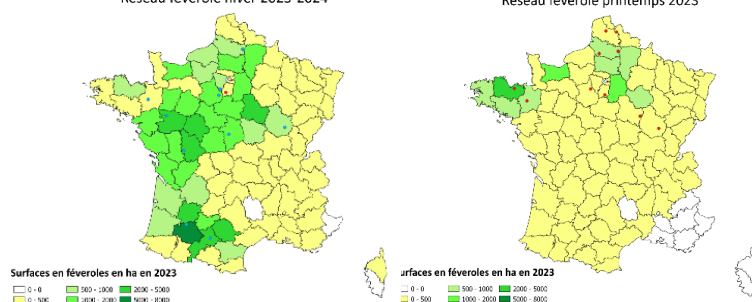 Réseau féverole hiver 2023-2024
Réseau féverole printemps 2023
Surfaces en féveroles en ha en 2023
0 - 0
500 - 1000
2000 - 5000
0 - 500
1000 - 2000
5000 - 8000
urfaces en féveroles en ha en 2023
0 - 0
500 - 1000
2000 - 5000
0 - 500
1000 - 2000
5000 - 8000